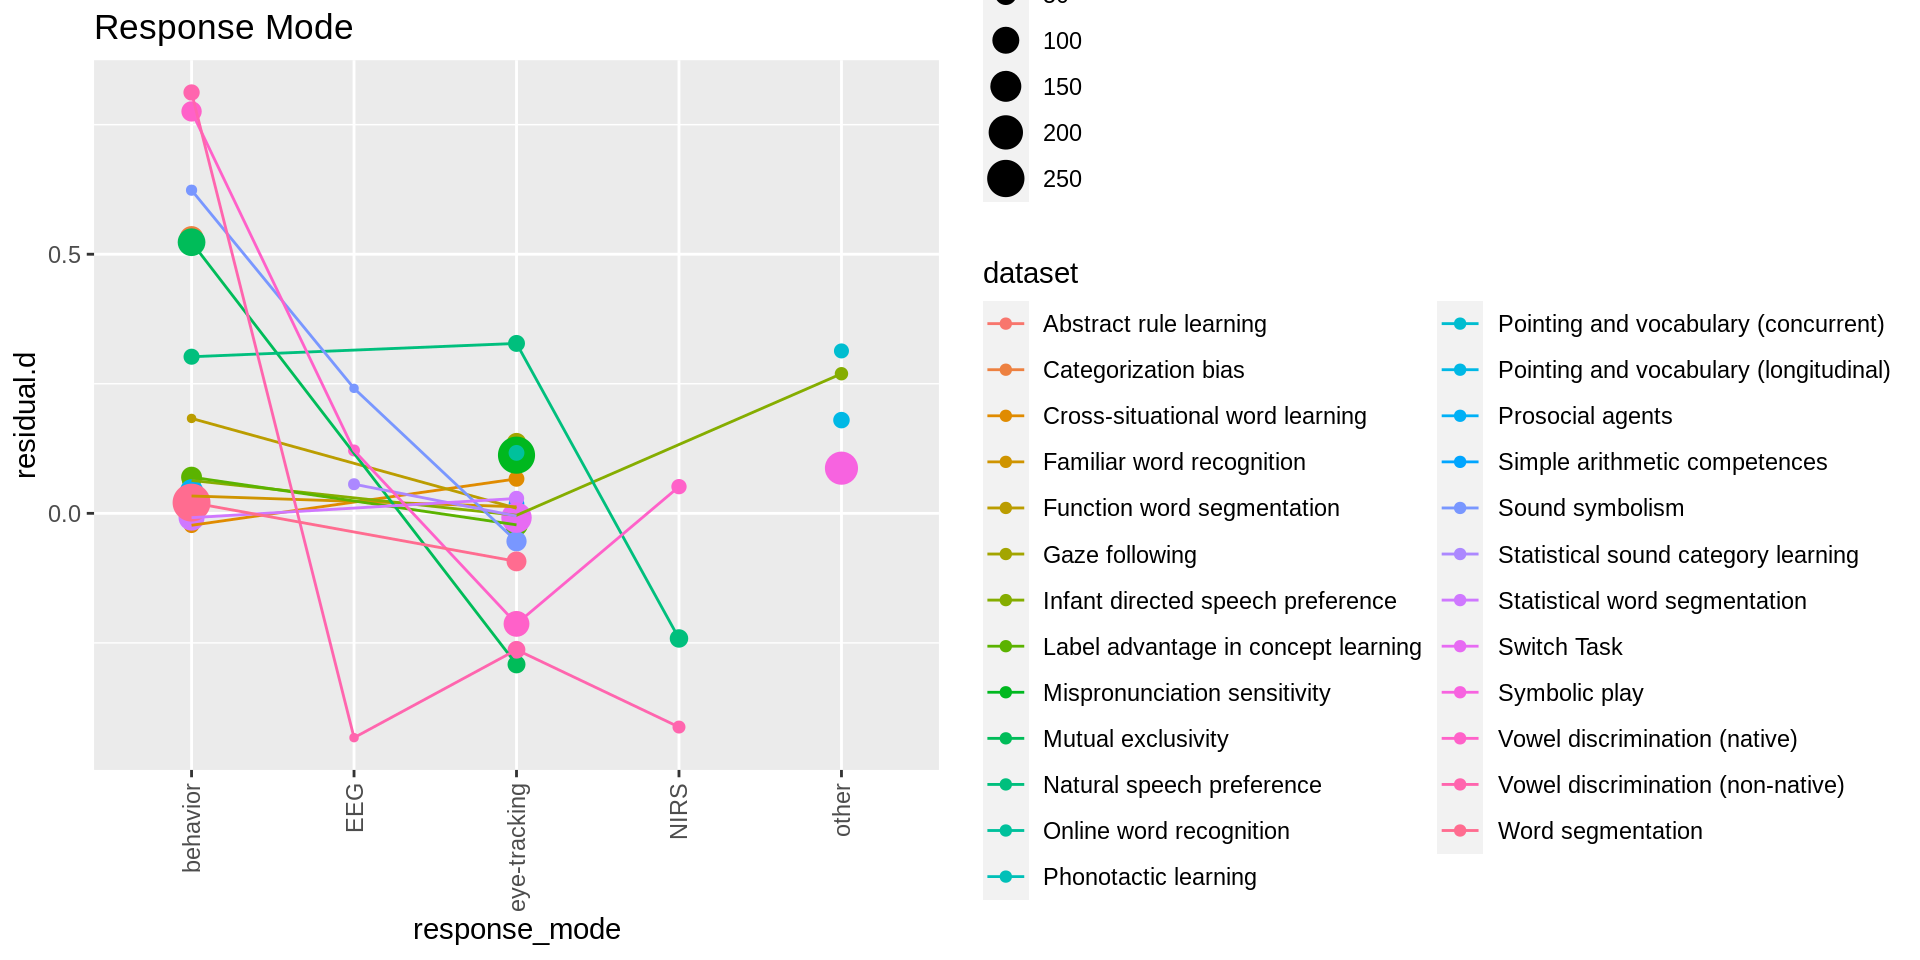 Response Mode
residual.d
0.5
0.0
behavior
EEG
eye-tracking
NIRS
other
response_mode
100
150
200
250
dataset
Abstract rule learning
Categorization bias
Cross-situational word learning
Familiar word recognition
Function word segmentation
Gaze following
Infant directed speech preference
Label advantage in concept learning
Mispronunciation sensitivity
Mutual exclusivity
Natural speech preference
Online word recognition
Phonotactic learning
Pointing and vocabulary (concurrent)
Pointing and vocabulary (longitudinal)
Prosocial agents
Simple arithmetic competences
Sound symbolism
Statistical sound category learning
Statistical word segmentation
Switch Task
Symbolic play
Vowel discrimination (native)
Vowel discrimination (non-native)
Word segmentation